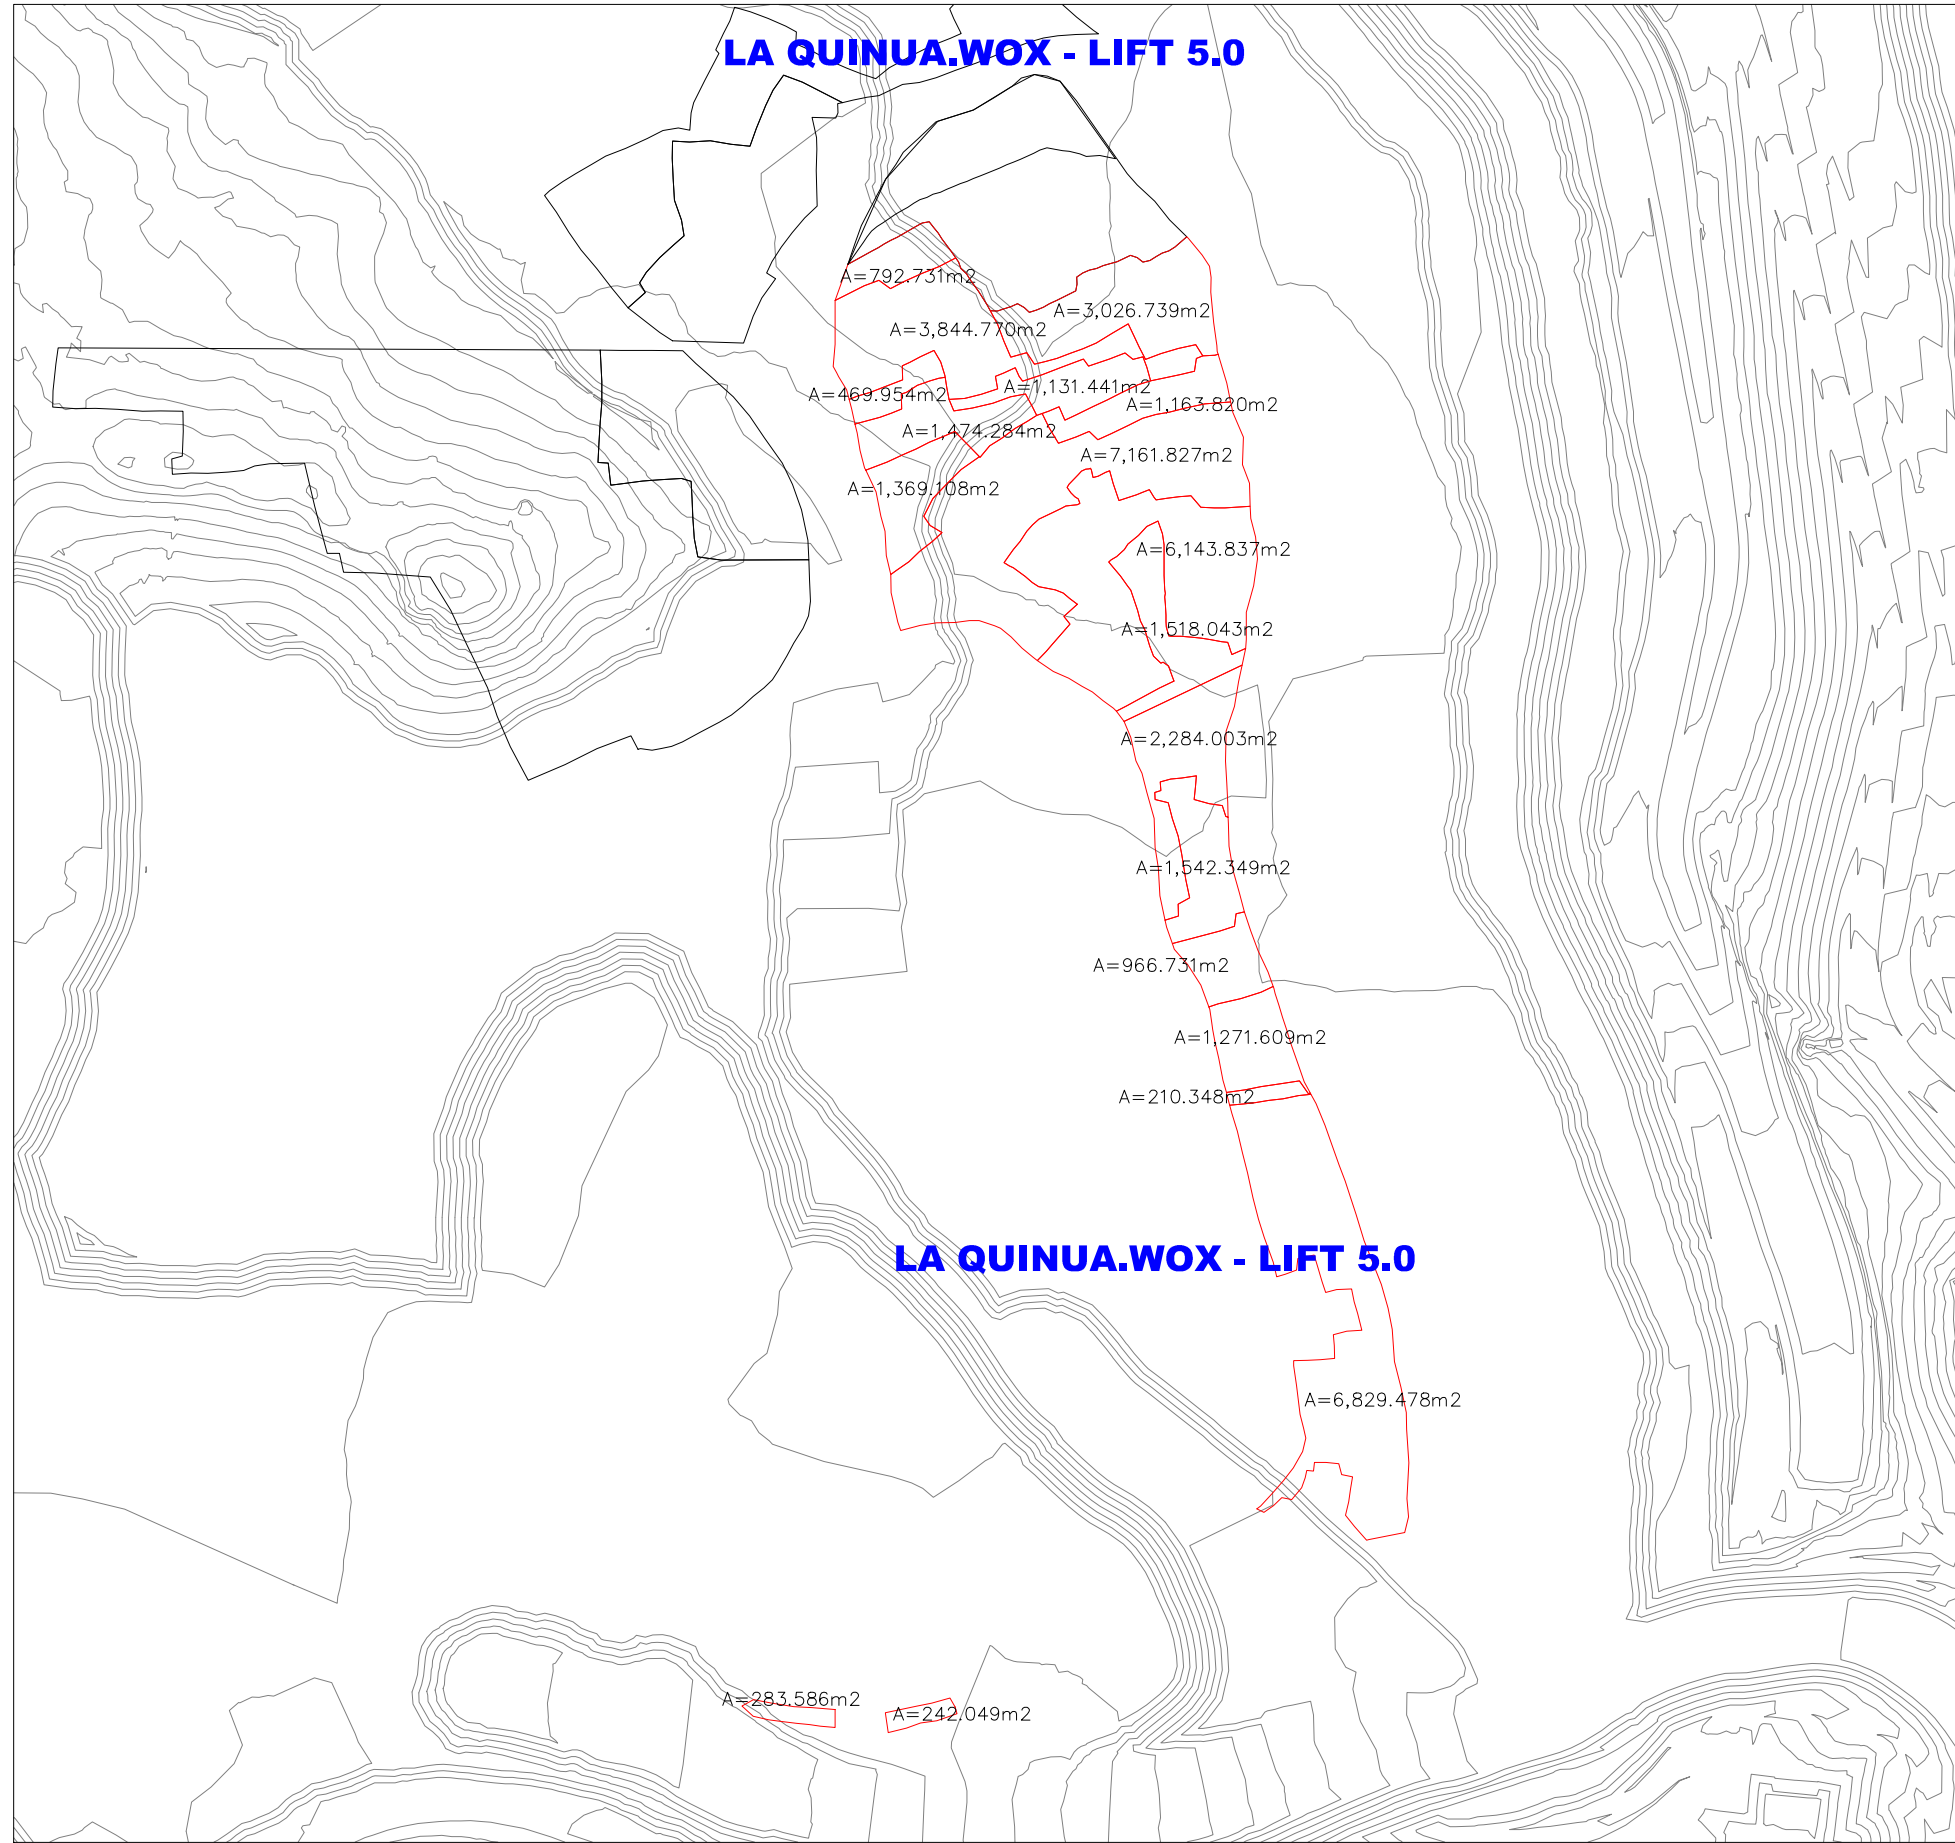 LA QUINUA.WOX - LIFT 5.0
A=792.731m2
A=3,026.739m2
A=3,844.770m2
A=1,131.441m2
A=469.954m2
A=1,163.820m2
A=1,474.284m2
A=7,161.827m2
A=1,369.108m2
A=6,143.837m2
A=1,518.043m2
A=2,284.003m2
A=1,542.349m2
A=966.731m2
A=1,271.609m2
A=210.348m2
LA QUINUA.WOX - LIFT 5.0
A=6,829.478m2
A=283.586m2
A=242.049m2